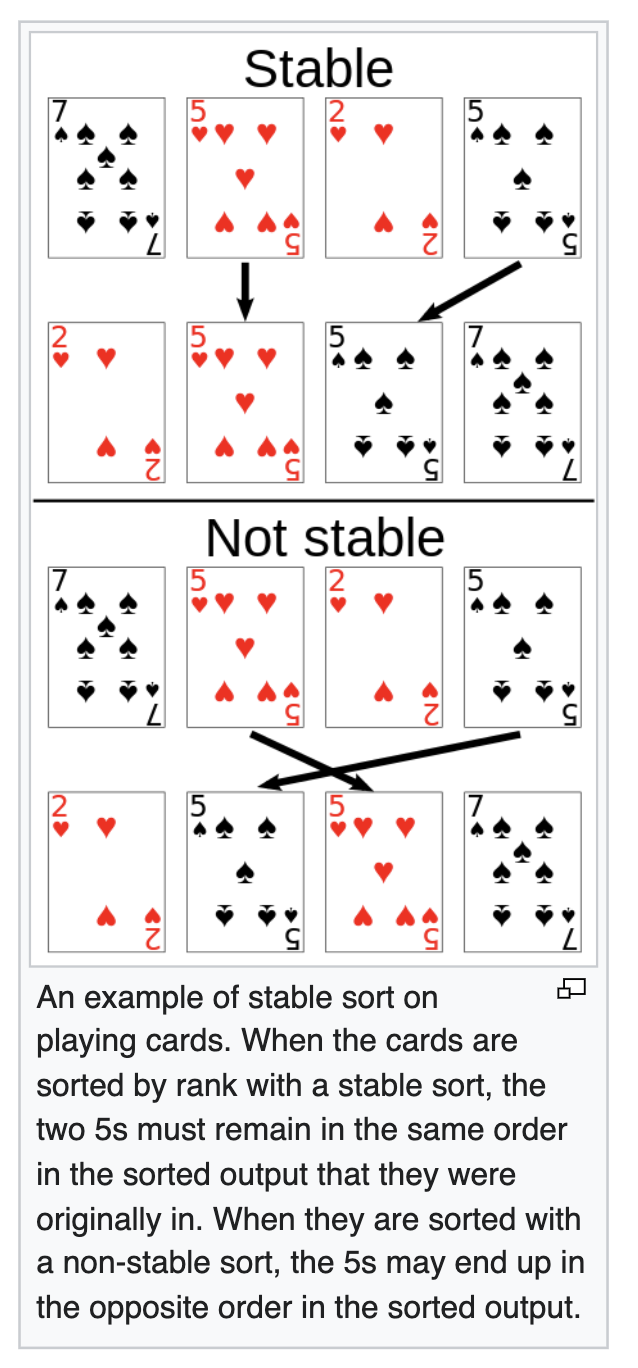 Stable
7 5 2 5
7 5 2 5
2 5 5 7
2 5 5 7
Not stable
7 5 2 5
7 5 2 5
2 5 5 7
2 5 5 7
An example of stable sort on
playing cards. When the cards are
sorted by rank with a stable sort, the
two 5s must remain in the same order
in the sorted output that they were
originally in. When they are sorted with
a non-stable sort, the 5s may end up in
the opposite order in the sorted output.